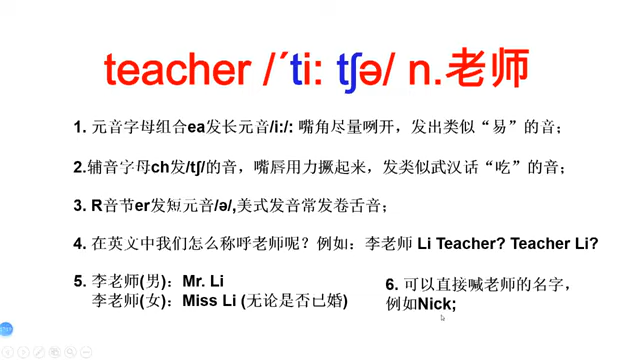 teacher /ˊti: tʃə/ n.老师
1. 元音字母组合ea发长元音/i:/: 嘴角尽量咧开，发出类似“易”的音；
2.辅音字母ch发/tʃ/的音，嘴唇用力撅起来，发类似武汉话“吃”的音；
3. R音节er发短元音/ə/,美式发音常发卷舌音；
4. 在英文中我们怎么称呼老师呢？例如：李老师 Li Teacher? Teacher Li?
5. 李老师(男)：Mr. Li
李老师(女)：Miss Li (无论是否已婚)
6. 可以直接喊老师的名字，
例如Nick;